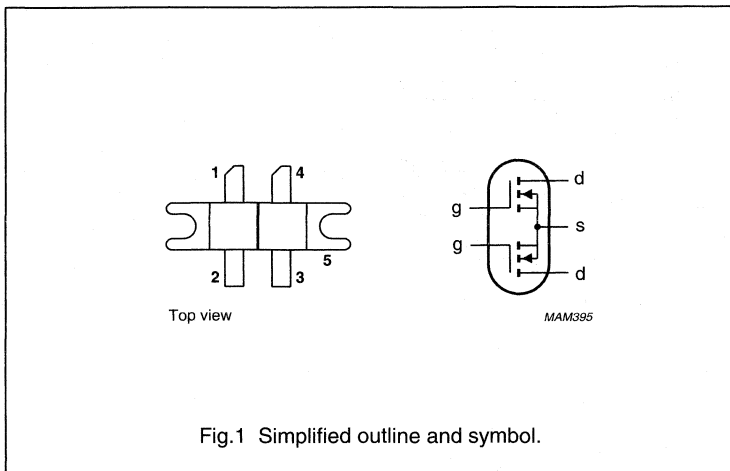 1 4
d
g
s
g
5
2 3
d
Top view
MAM395
Fig.1 Simplified outline and symbol.